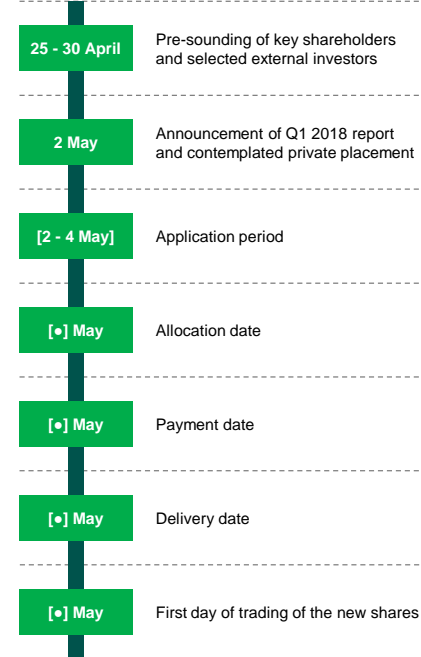 25 - 30 April
Pre-sounding of key shareholders
and selected external investors
2 May
Announcement of Q1 2018 report
and contemplated private placement
[2 - 4 May]
Application period
[●] May
Allocation date
[●] May
Payment date
[●] May
Delivery date
[●] May
First day of trading of the new shares